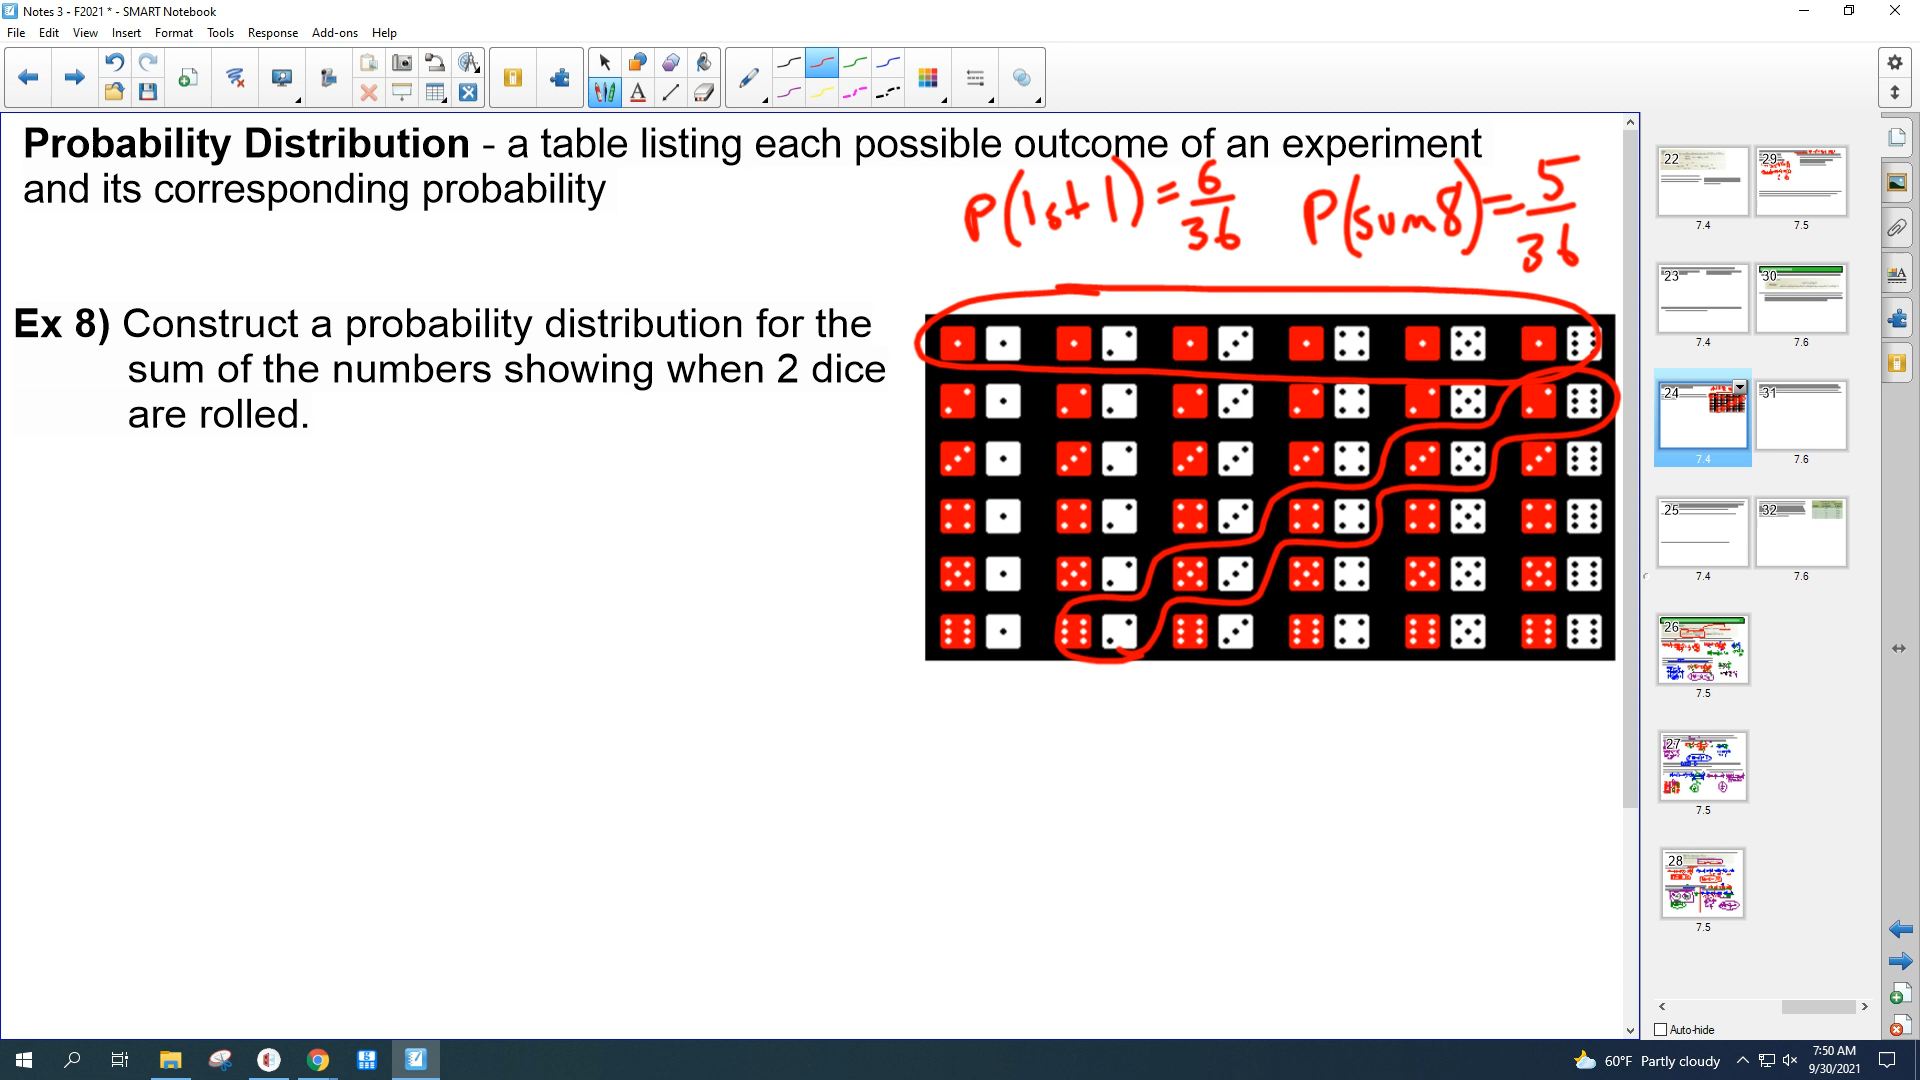 Notes 3 - F2021 * - SMART Notebook
File Edit View Insert Format Tools Response Add-ons Help
Probability Distribution - a table listing each possible outcome of an experiment
and its corresponding probability
P(1st 1) = 6/36 P(sum 8) = 5/36
Ex 8) Construct a probability distribution for the
sum of the numbers showing when 2 dice
are rolled.
22 29
7.4 7.5
23 30
7.4 7.6
24 31
7.4 7.6
25 32
7.4 7.6
26
7.5
27
7.5
28
7.5
Auto-hide
60°F Partly cloudy
7:50 AM
9/30/2021